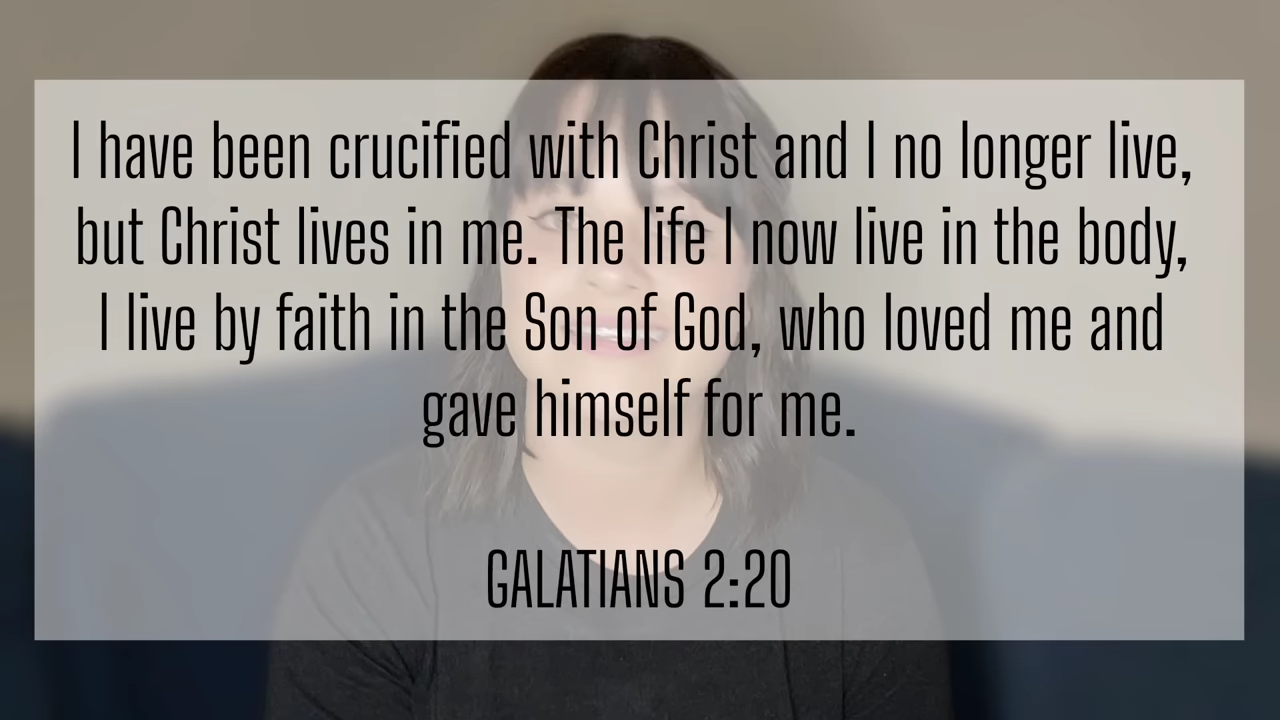 I have been crucified with Christ and I no longer live,
but Christ lives in me. The life I now live in the body,
I live by faith in the Son of God, who loved me and
gave himself for me.
GALATIANS 2:20